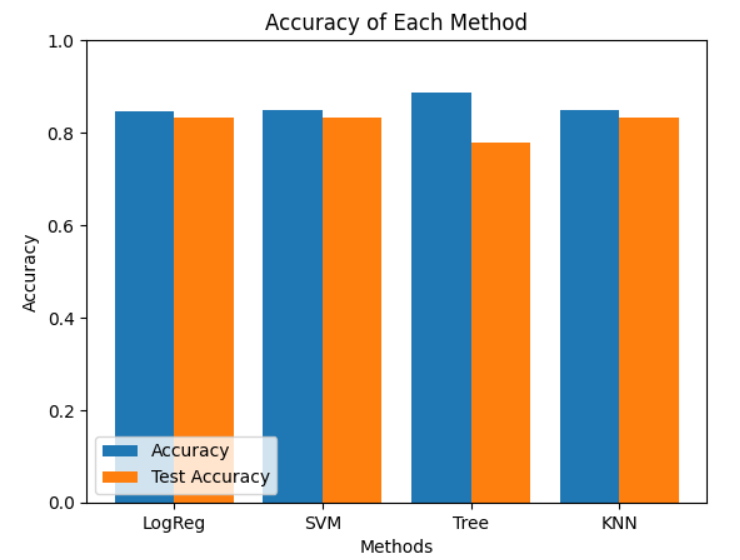 Accuracy of Each Method
1.0
0.8
0.6
0.4
0.2
0.0
Accuracy
Accuracy
Test Accuracy
LogReg SVM Tree KNN
Methods